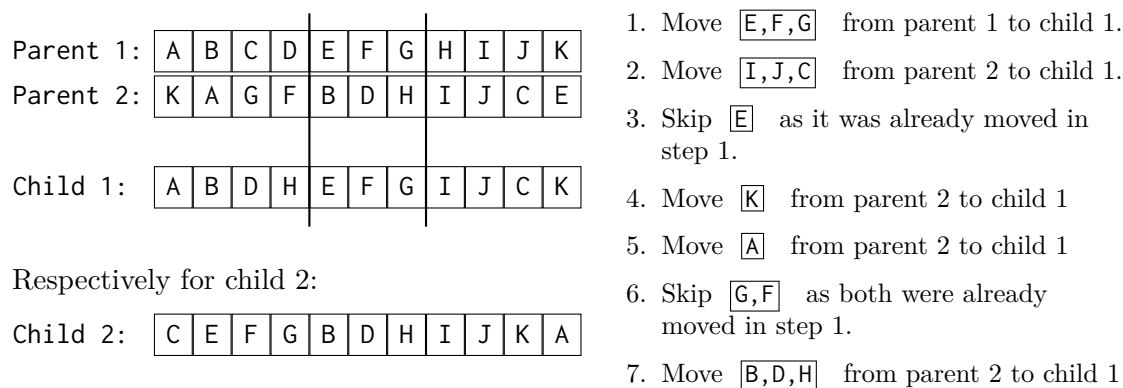 Parent 1: A B C D E F G H I J K
Parent 2: K A G F B D H I J C E
Child 1: A B D H E F G I J C K
Respectively for child 2:
Child 2: C E F G B D H I J K A
1. Move E,F,G from parent 1 to child 1.
2. Move I,J,C from parent 2 to child 1.
3. Skip E as it was already moved in
step 1.
4. Move K from parent 2 to child 1
5. Move A from parent 2 to child 1
6. Skip G,F as both were already
moved in step 1.
7. Move B,D,H from parent 2 to child 1